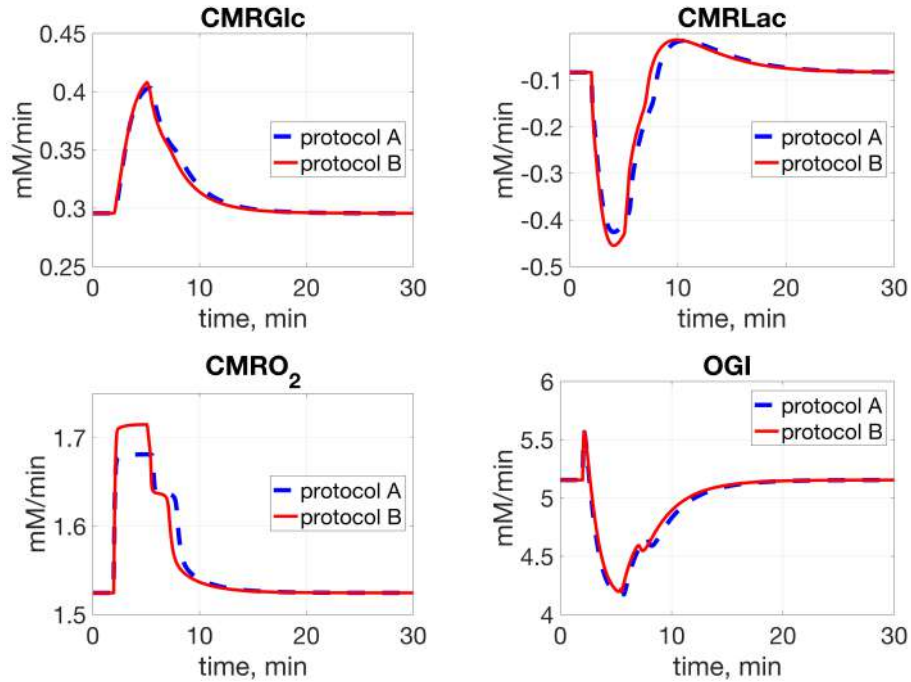 CMRGlc
0.45
0.4
0.35
0.3
0.25
mM/min
protocol A
protocol B
0 10 20 30
time, min
CMRLac
-0.1
-0.2
-0.3
-0.4
-0.5
mM/min
protocol A
protocol B
0 10 20 30
time, min
CMRO₂
1.7
1.6
1.5
mM/min
protocol A
protocol B
0 10 20 30
time, min
OGI
6
5.5
5
4.5
4
mM/min
protocol A
protocol B
0 10 20 30
time, min